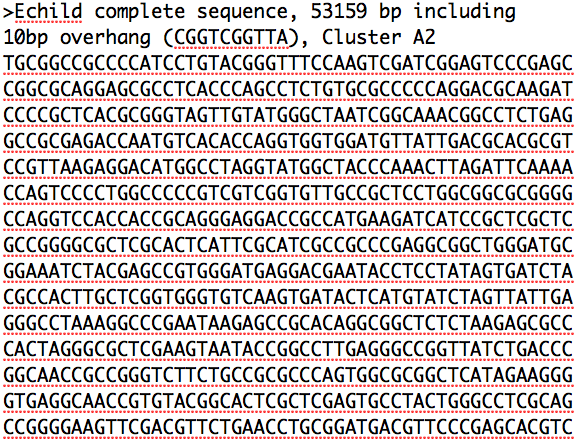 >Echild complete sequence, 53159 bp including
10bp overhang (CGGTCGGTTA), Cluster A2
TGCGGCCGCCCCATCCTGTACGGGTTTCCAAGTCGATCGGAGTCCCGAGC
CGGCGCAGGAGCGCCTCACCCAGCCTCTGTGCGCCCCCAGGACGCAAGAT
CCCCGCTCACGCGGGTAGTTGTATGGGCTAATCGGCAAACGGCCTCTGAG
GCCGCGAGACCAATGTCACACCAGGTGGTGGATGTTATTGACGCACGCGT
CCGTTAAGAGGACATGGCCTAGGTATGGCTACCCAAACTTAGATTCAAAA
CCAGTCCCCTGGCCCCCGTCGTCGGTGTTGCCGCTCCTGGCGGCGCGGGG
CCAGGTCCACCACCGCAGGGAGGACCGCCATGAAGATCATCCGCTCGCTC
GCCGGGGCGCTCGCACTCATTCGCATCGCCGCCCGAGGCGGCTGGGATGC
GGAAATCTACGAGCCGTGGGATGAGGACGAATACCTCCTATAGTGATCTA
CGCCACTTGCTCGGTGGGTGTCAAGTGATACTCATGTATCTAGTTATTGA
GGGCCTAAAGGCCCGAATAAGAGCCGCACAGGCGGCTCTCTAAGAGCGCC
CACTAGGGCGCTCGAAGTAATACCGGCCTTGAGGGCCGGTTATCTGACCC
GGCAACCGCCGGGTCTTCTGCCGCGCCCAGTGGCGCGGCTCATAGAAGGG
GTGAGGCAACCGTGTACGGCACTCGCTCGAGTGCCTACTGGGCCTCGCAG
CCGGGGAAGTTCGACGTTCTGAACCTGCGGATGACGTTCCCGAGCACGTC